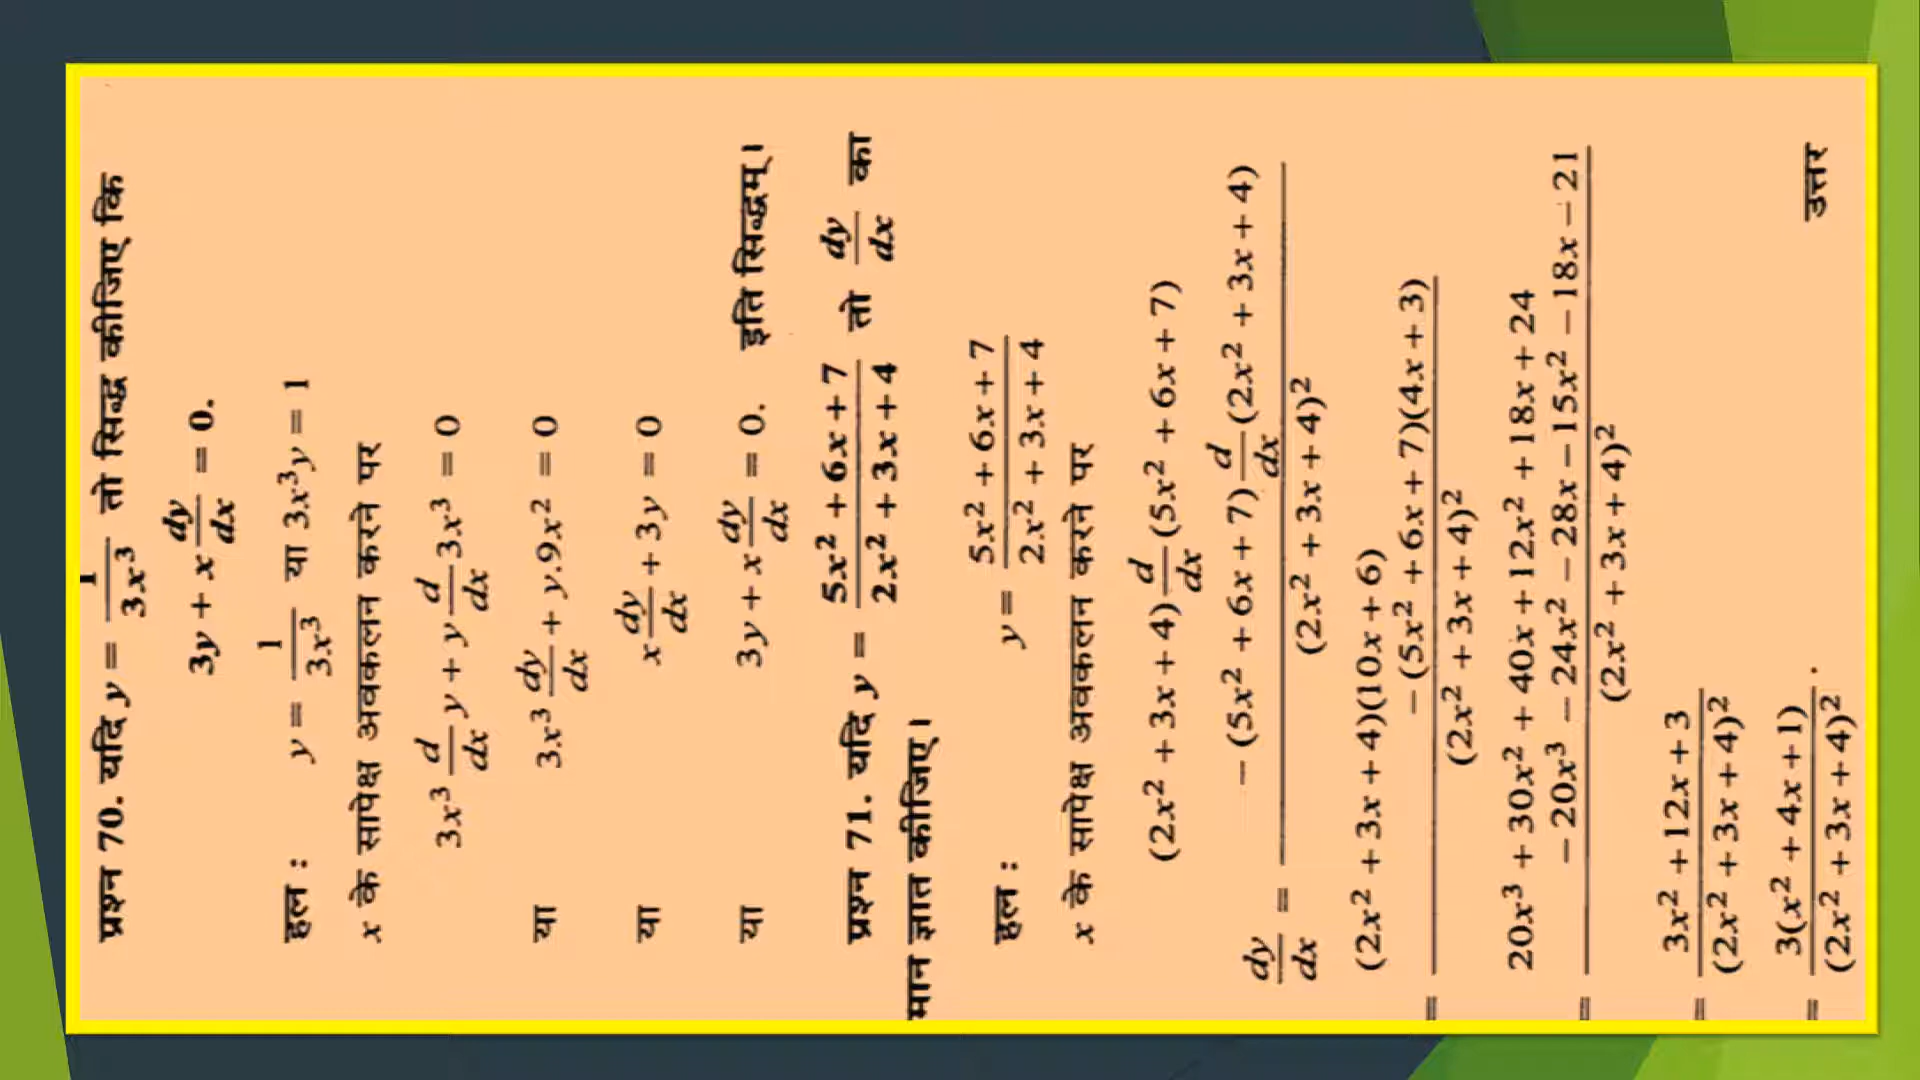 प्रश्न 70. यदि y = 1/3x³ तो सिद्ध कीजिए कि
3y + x dy/dx = 0.
हल : y = 1/3x³ या 3x³y = 1
x के सापेक्ष अवकलन करने पर
3x³ d/dx y + y d/dx 3x³ = 0
या 3x³ dy/dx + y.9x² = 0
या x dy/dx + 3y = 0
या 3y + x dy/dx = 0. इति सिद्धम्।
प्रश्न 71. यदि y = (5x² + 6x + 7)/(2x² + 3x + 4) तो dy/dx का
मान ज्ञात कीजिए।
हल : y = (5x² + 6x + 7)/(2x² + 3x + 4)
x के सापेक्ष अवकलन करने पर
(2x² + 3x + 4) d/dx (5x² + 6x + 7)
− (5x² + 6x + 7) d/dx (2x² + 3x + 4)
dy/dx = 
(2x² + 3x + 4)²
(2x² + 3x + 4)(10x + 6)
− (5x² + 6x + 7)(4x + 3)
=
(2x² + 3x + 4)²
20x³ + 30x² + 40x + 12x² + 18x + 24
− 20x³ − 24x² − 28x − 15x² − 18x − 21
=
(2x² + 3x + 4)²
= (3x² + 12x + 3)/(2x² + 3x + 4)²
= 3(x² + 4x + 1)/(2x² + 3x + 4)². उत्तर